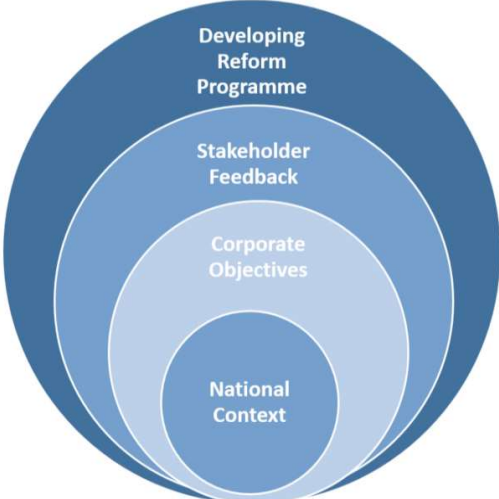 Developing
Reform
Programme
Stakeholder
Feedback
Corporate
Objectives
National
Context